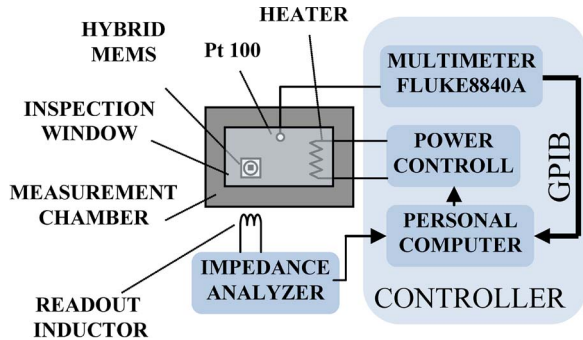 HYBRID
MEMS
HEATER
Pt 100
INSPECTION
WINDOW
MEASUREMENT
CHAMBER
READOUT
INDUCTOR
IMPEDANCE
ANALYZER
MULTIMETER
FLUKE8840A
POWER
CONTROLL
PERSONAL
COMPUTER
GPIB
CONTROLLER